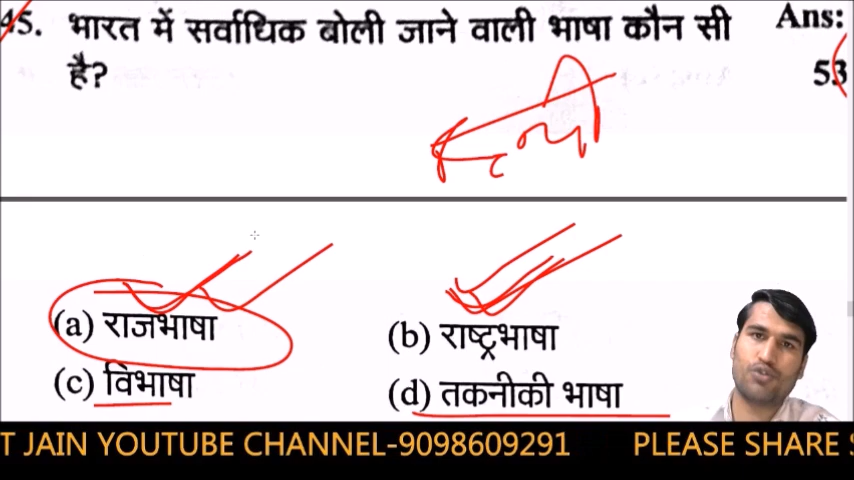 45. भारत में सर्वाधिक बोली जाने वाली भाषा कौन सी Ans:
है? 53
हिन्दी
(a) राजभाषा (b) राष्ट्रभाषा
(c) विभाषा (d) तकनीकी भाषा
T JAIN YOUTUBE CHANNEL-9098609291 PLEASE SHARE S